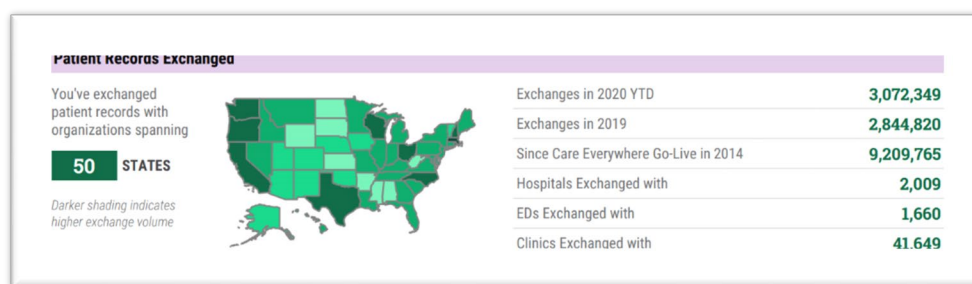 Patient Records Exchanged
You've exchanged
patient records with
organizations spanning
50 STATES
Darker shading indicates
higher exchange volume
Exchanges in 2020 YTD 3,072,349
Exchanges in 2019 2,844,820
Since Care Everywhere Go-Live in 2014 9,209,765
Hospitals Exchanged with 2,009
EDs Exchanged with 1,660
Clinics Exchanged with 41,649